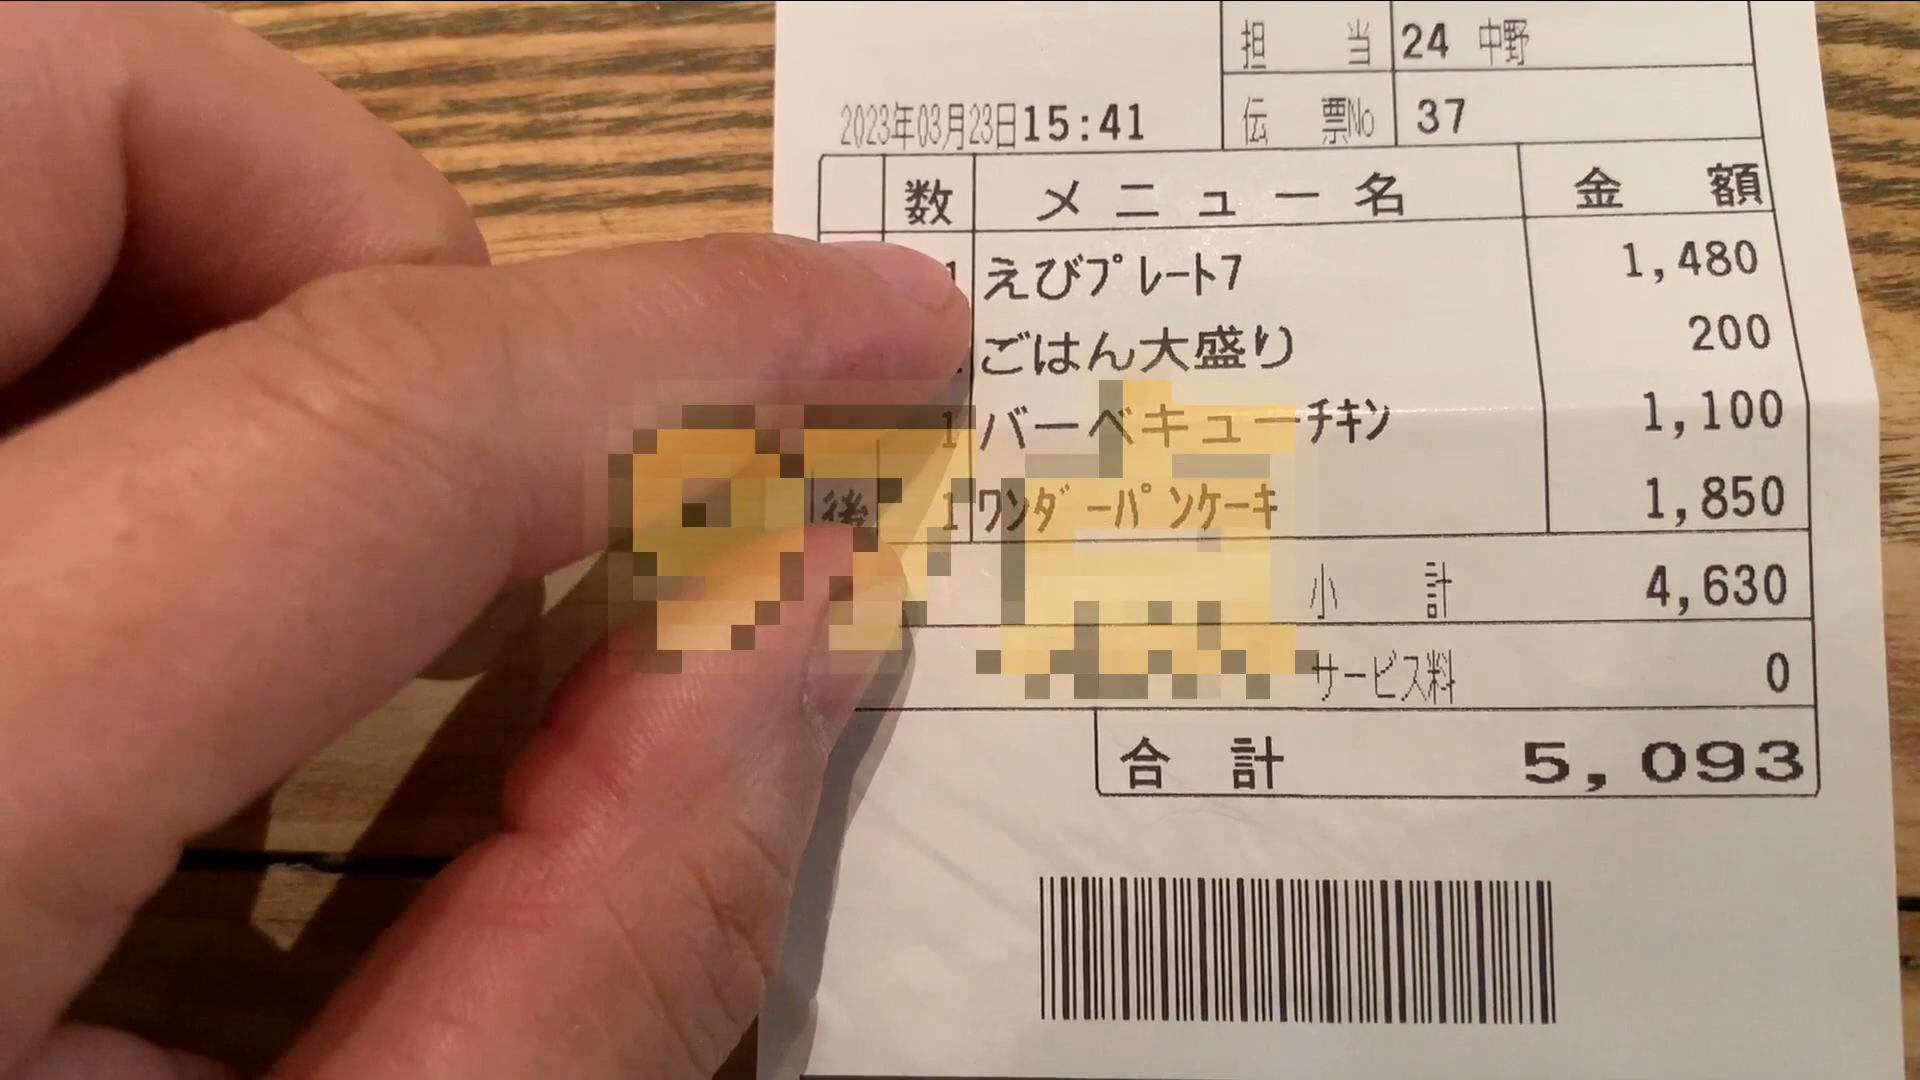 担 当 24 中野
2023年03月23日15:41 伝 票No 37
数 メニュー名 金 額
1 えびプレート7 1,480
ごはん大盛り 200
1 バーベキューチキン 1,100
後 1 ワンダーパンケーキ 1,850
小 計 4,630
サービス料 0
合 計 5,093